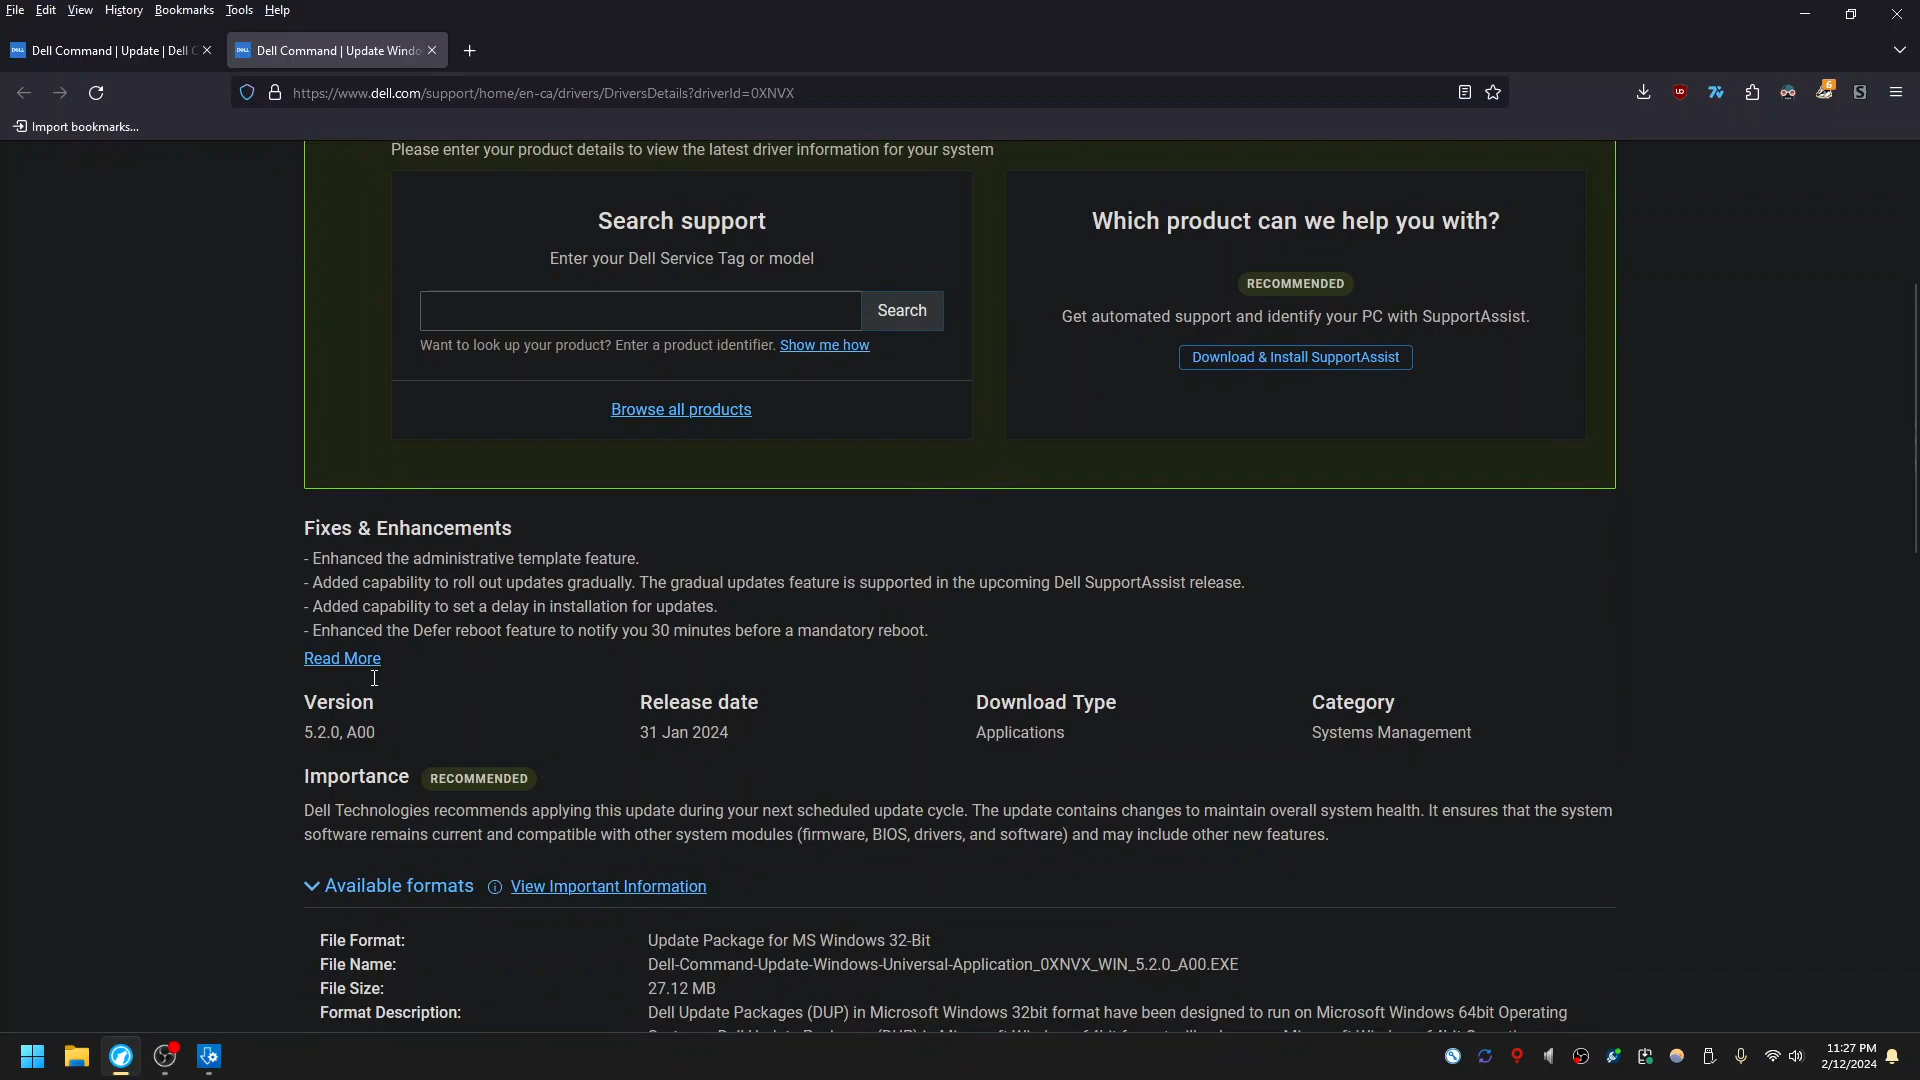 File Edit View History Bookmarks Tools Help
Dell Command | Update | Dell C
Dell Command | Update Windo
https://www.dell.com/support/home/en-ca/drivers/DriversDetails?driverId=0XNVX
6
Import bookmarks...
Please enter your product details to view the latest driver information for your system
Search support
Enter your Dell Service Tag or model
Search
Want to look up your product? Enter a product identifier. Show me how
Browse all products
Which product can we help you with?
RECOMMENDED
Get automated support and identify your PC with SupportAssist.
Download & Install SupportAssist
Fixes & Enhancements
- Enhanced the administrative template feature.
- Added capability to roll out updates gradually. The gradual updates feature is supported in the upcoming Dell SupportAssist release.
- Added capability to set a delay in installation for updates.
- Enhanced the Defer reboot feature to notify you 30 minutes before a mandatory reboot.
Read More
Version Release date Download Type Category
5.2.0, A00 31 Jan 2024 Applications Systems Management
Importance RECOMMENDED
Dell Technologies recommends applying this update during your next scheduled update cycle. The update contains changes to maintain overall system health. It ensures that the system
software remains current and compatible with other system modules (firmware, BIOS, drivers, and software) and may include other new features.
Available formats View Important Information
File Format: Update Package for MS Windows 32-Bit
File Name: Dell-Command-Update-Windows-Universal-Application_0XNVX_WIN_5.2.0_A00.EXE
File Size: 27.12 MB
Format Description: Dell Update Packages (DUP) in Microsoft Windows 32bit format have been designed to run on Microsoft Windows 64bit Operating
11:27 PM
2/12/2024